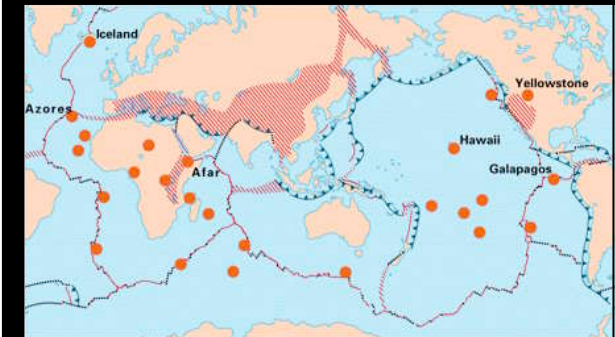 Iceland
Yellowstone
Azores
Hawaii
Afar
Galapagos